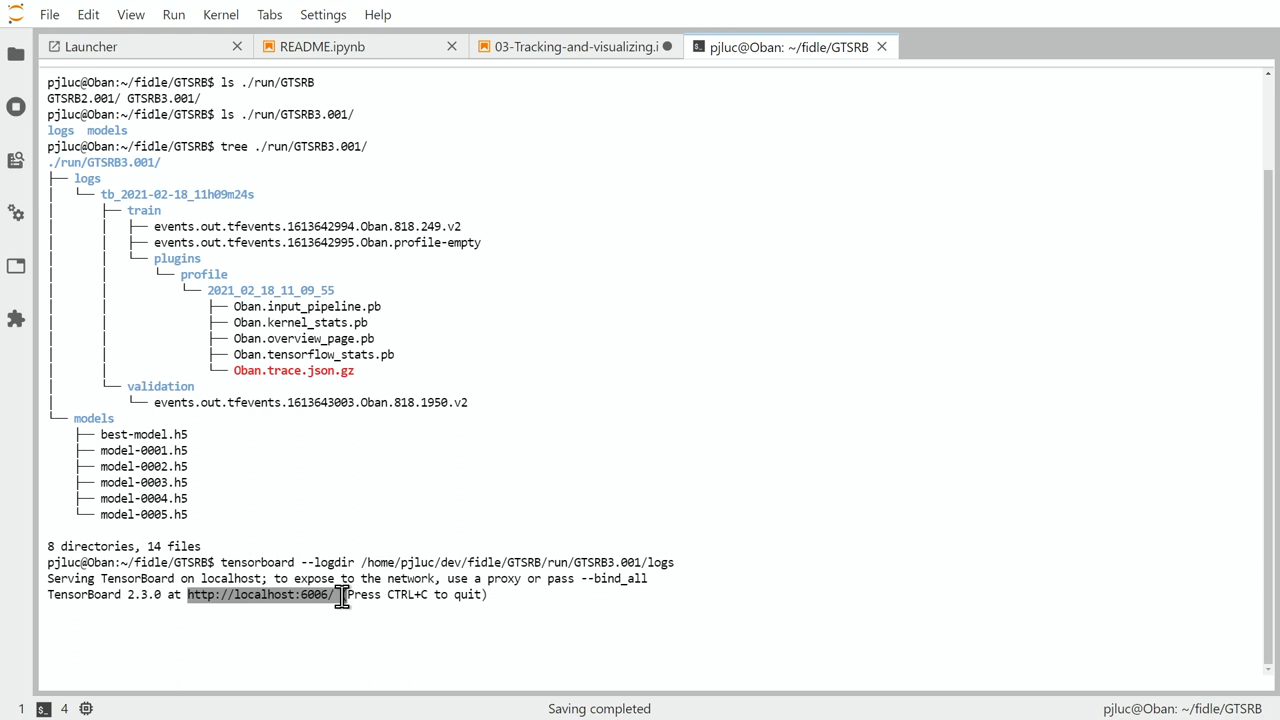 File Edit View Run Kernel Tabs Settings Help
Launcher README.ipynb 03-Tracking-and-visualizing.i pjluc@Oban: ~/fidle/GTSRB
pjluc@Oban:~/fidle/GTSRB$ ls ./run/GTSRB
GTSRB2.001/ GTSRB3.001/
pjluc@Oban:~/fidle/GTSRB$ ls ./run/GTSRB3.001/
logs models
pjluc@Oban:~/fidle/GTSRB$ tree ./run/GTSRB3.001/
./run/GTSRB3.001/
├── logs
│   └── tb_2021-02-18_11h09m24s
│       ├── train
│       │   ├── events.out.tfevents.1613642994.Oban.818.249.v2
│       │   ├── events.out.tfevents.1613642995.Oban.profile-empty
│       │   └── plugins
│       │       └── profile
│       │           └── 2021_02_18_11_09_55
│       │               ├── Oban.input_pipeline.pb
│       │               ├── Oban.kernel_stats.pb
│       │               ├── Oban.overview_page.pb
│       │               ├── Oban.tensorflow_stats.pb
│       │               └── Oban.trace.json.gz
│       └── validation
│           └── events.out.tfevents.1613643003.Oban.818.1950.v2
└── models
    ├── best-model.h5
    ├── model-0001.h5
    ├── model-0002.h5
    ├── model-0003.h5
    ├── model-0004.h5
    └── model-0005.h5
8 directories, 14 files
pjluc@Oban:~/fidle/GTSRB$ tensorboard --logdir /home/pjluc/dev/fidle/GTSRB/run/GTSRB3.001/logs
Serving TensorBoard on localhost; to expose to the network, use a proxy or pass --bind_all
TensorBoard 2.3.0 at http://localhost:6006/ (Press CTRL+C to quit)
1 4 Saving completed pjluc@Oban: ~/fidle/GTSRB